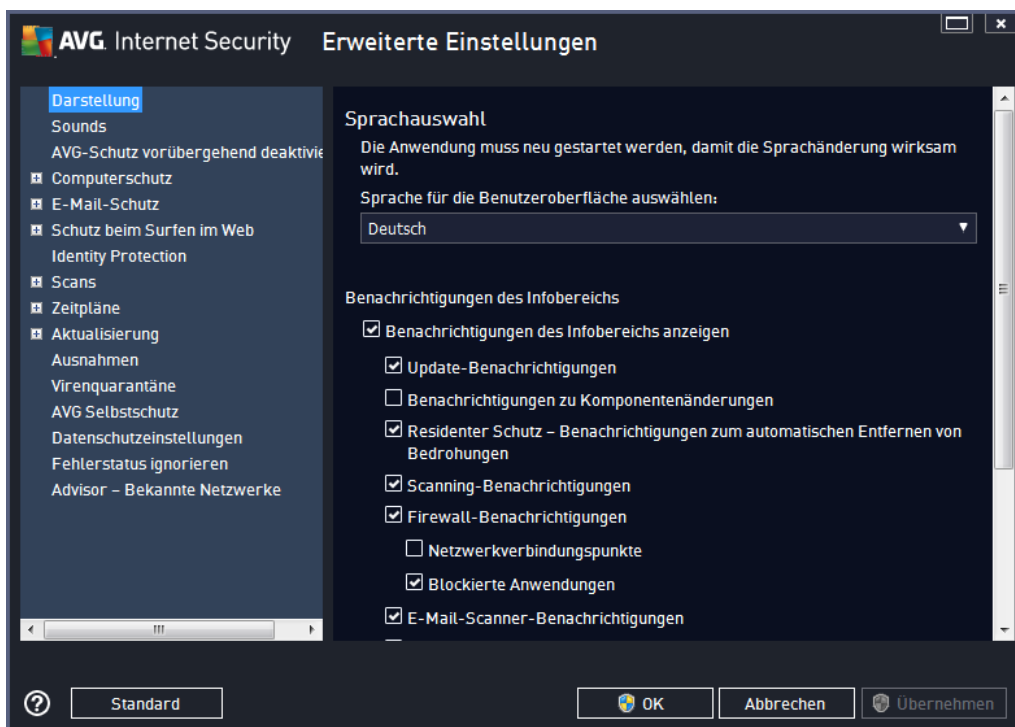 AVG. Internet Security
Erweiterte Einstellungen
Darstellung
Sounds
AVG-Schutz vorübergehend deaktivie
Computerschutz
E-Mail-Schutz
Schutz beim Surfen im Web
Identity Protection
Scans
Zeitpläne
Aktualisierung
Ausnahmen
Virenquarantäne
AVG Selbstschutz
Datenschutzeinstellungen
Fehlerstatus ignorieren
Advisor – Bekannte Netzwerke
Sprachauswahl
Die Anwendung muss neu gestartet werden, damit die Sprachänderung wirksam
wird.
Sprache für die Benutzeroberfläche auswählen:
Deutsch
Benachrichtigungen des Infobereichs
Benachrichtigungen des Infobereichs anzeigen
Update-Benachrichtigungen
Benachrichtigungen zu Komponentenänderungen
Residenter Schutz – Benachrichtigungen zum automatischen Entfernen von
Bedrohungen
Scanning-Benachrichtigungen
Firewall-Benachrichtigungen
Netzwerkverbindungspunkte
Blockierte Anwendungen
E-Mail-Scanner-Benachrichtigungen
Standard
OK
Abbrechen
Übernehmen